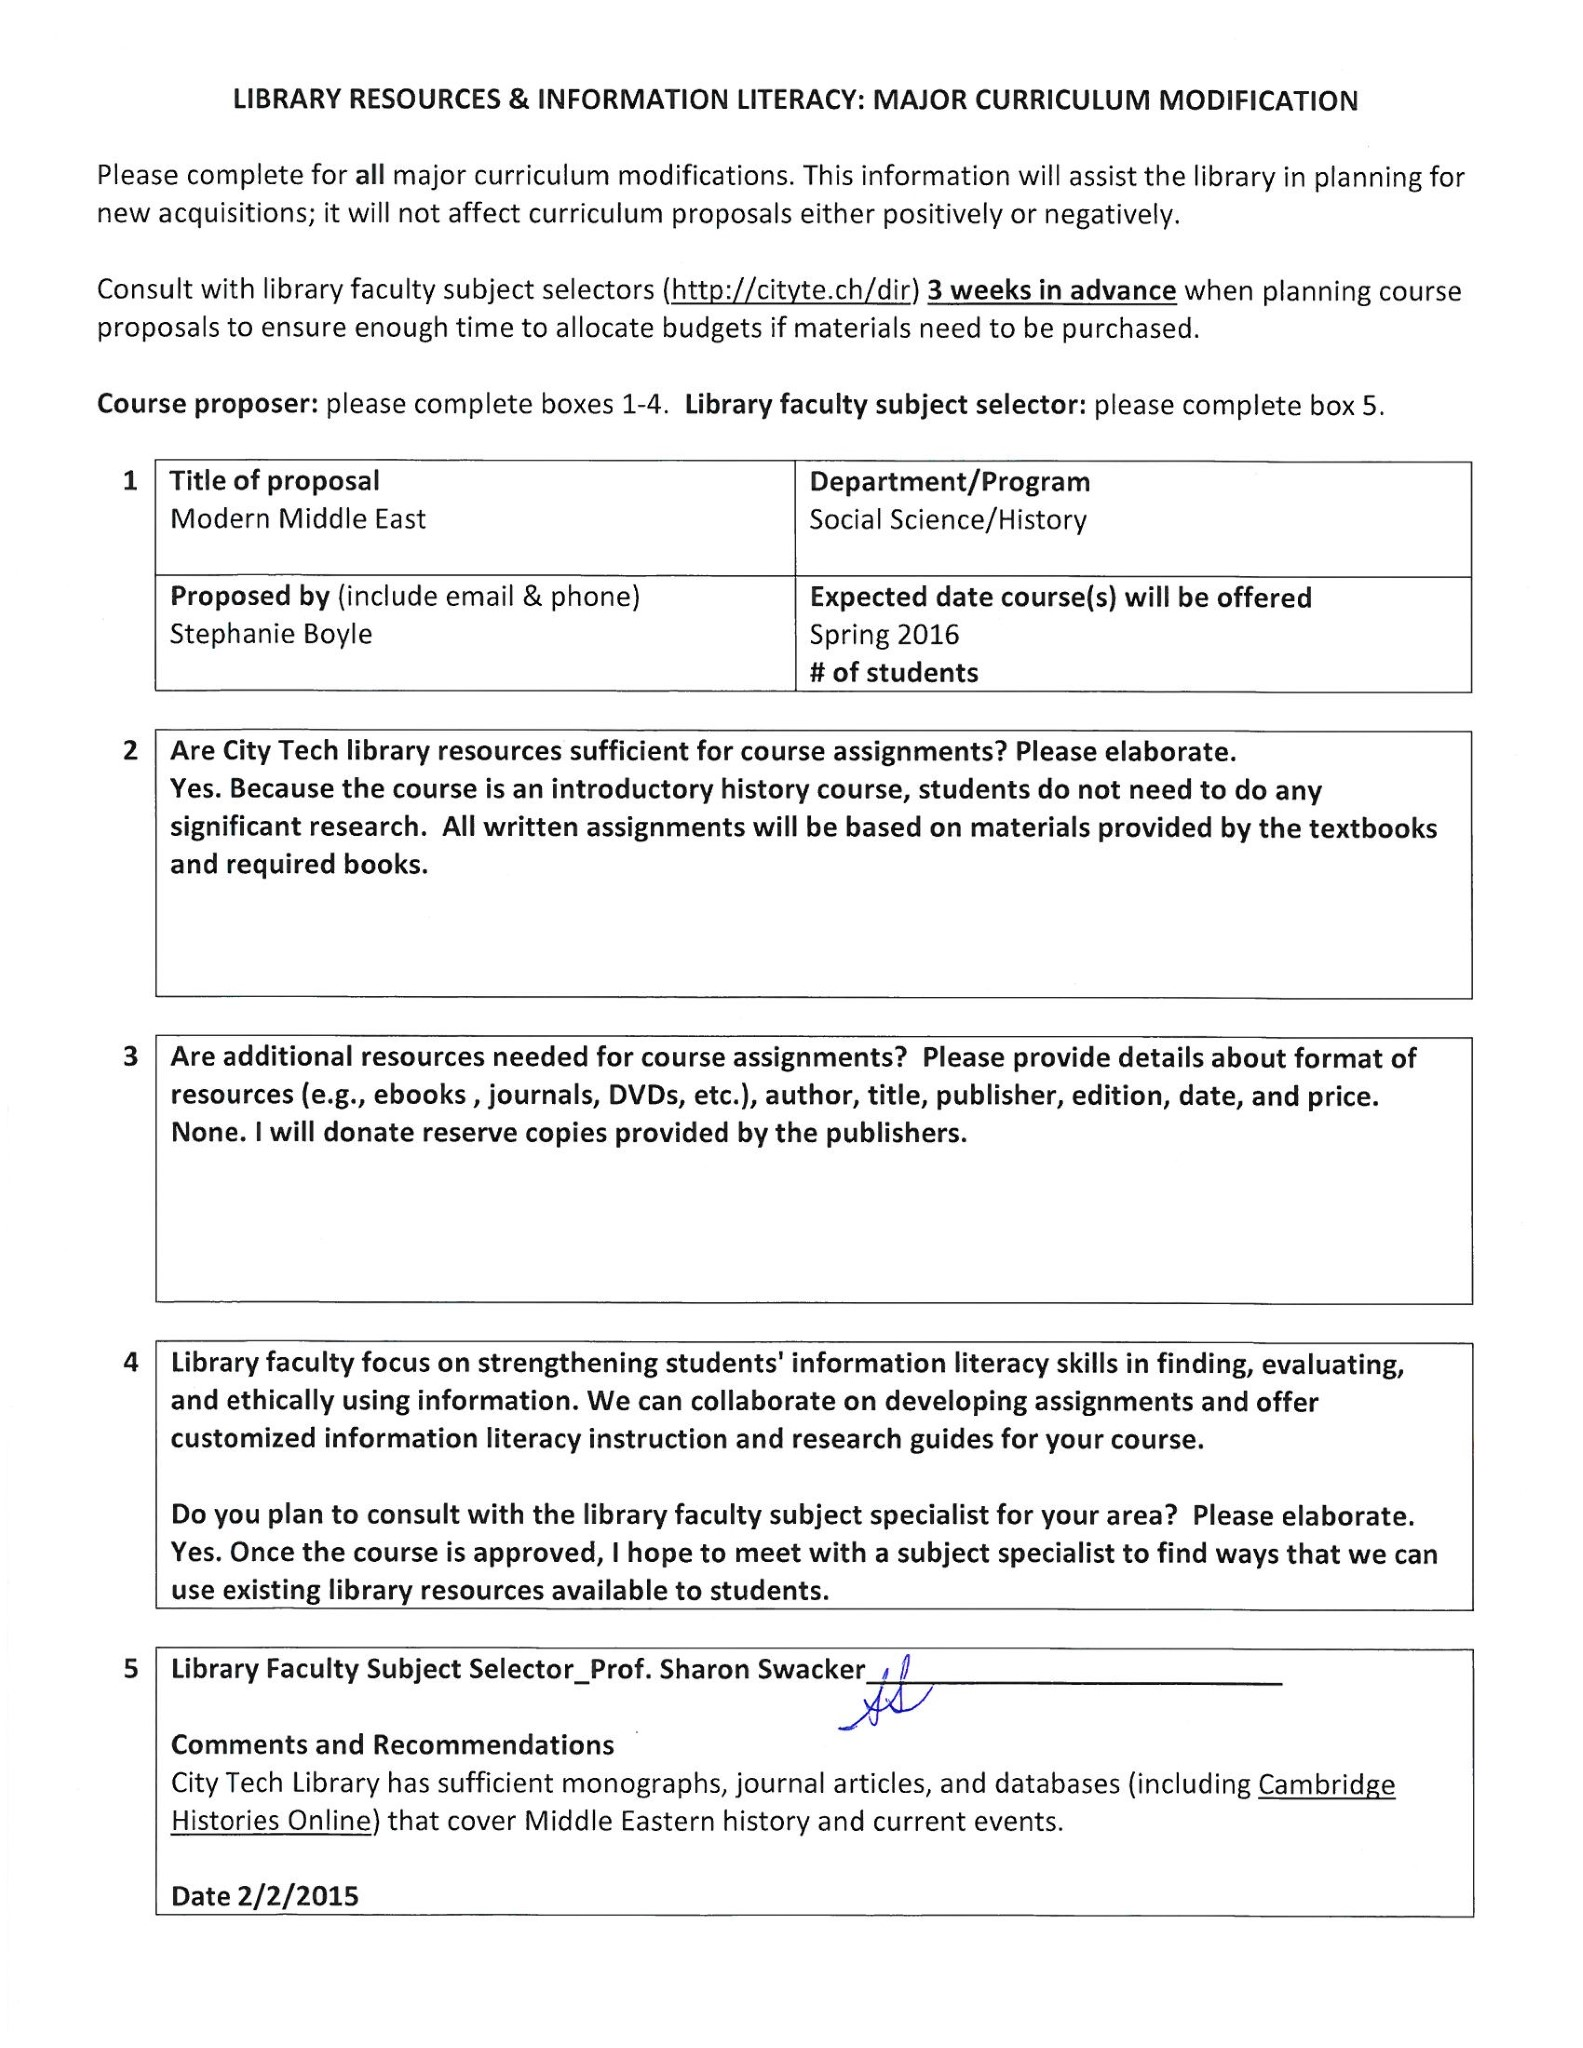 LIBRARY RESOURCES & INFORMATION LITERACY: MAJOR CURRICULUM MODIFICATION
Please complete for all major curriculum modifications. This information will assist the library in planning for
new acquisitions; it will not affect curriculum proposals either positively or negatively.
Consult with library faculty subject selectors (http://cityte.ch/dir) 3 weeks in advance when planning course
proposals to ensure enough time to allocate budgets if materials need to be purchased.
Course proposer: please complete boxes 1-4. Library faculty subject selector: please complete box 5.
1
Title of proposal
Modern Middle East
Department/Program
Social Science/History
Proposed by (include email & phone)
Stephanie Boyle
Expected date course(s) will be offered
Spring 2016
# of students
2
Are City Tech library resources sufficient for course assignments? Please elaborate.
Yes. Because the course is an introductory history course, students do not need to do any
significant research. All written assignments will be based on materials provided by the textbooks
and required books.
3
Are additional resources needed for course assignments? Please provide details about format of
resources (e.g., ebooks , journals, DVDs, etc.), author, title, publisher, edition, date, and price.
None. I will donate reserve copies provided by the publishers.
4
Library faculty focus on strengthening students' information literacy skills in finding, evaluating,
and ethically using information. We can collaborate on developing assignments and offer
customized information literacy instruction and research guides for your course.
Do you plan to consult with the library faculty subject specialist for your area? Please elaborate.
Yes. Once the course is approved, I hope to meet with a subject specialist to find ways that we can
use existing library resources available to students.
5
Library Faculty Subject Selector_Prof. Sharon Swacker
Comments and Recommendations
City Tech Library has sufficient monographs, journal articles, and databases (including Cambridge
Histories Online) that cover Middle Eastern history and current events.
Date 2/2/2015